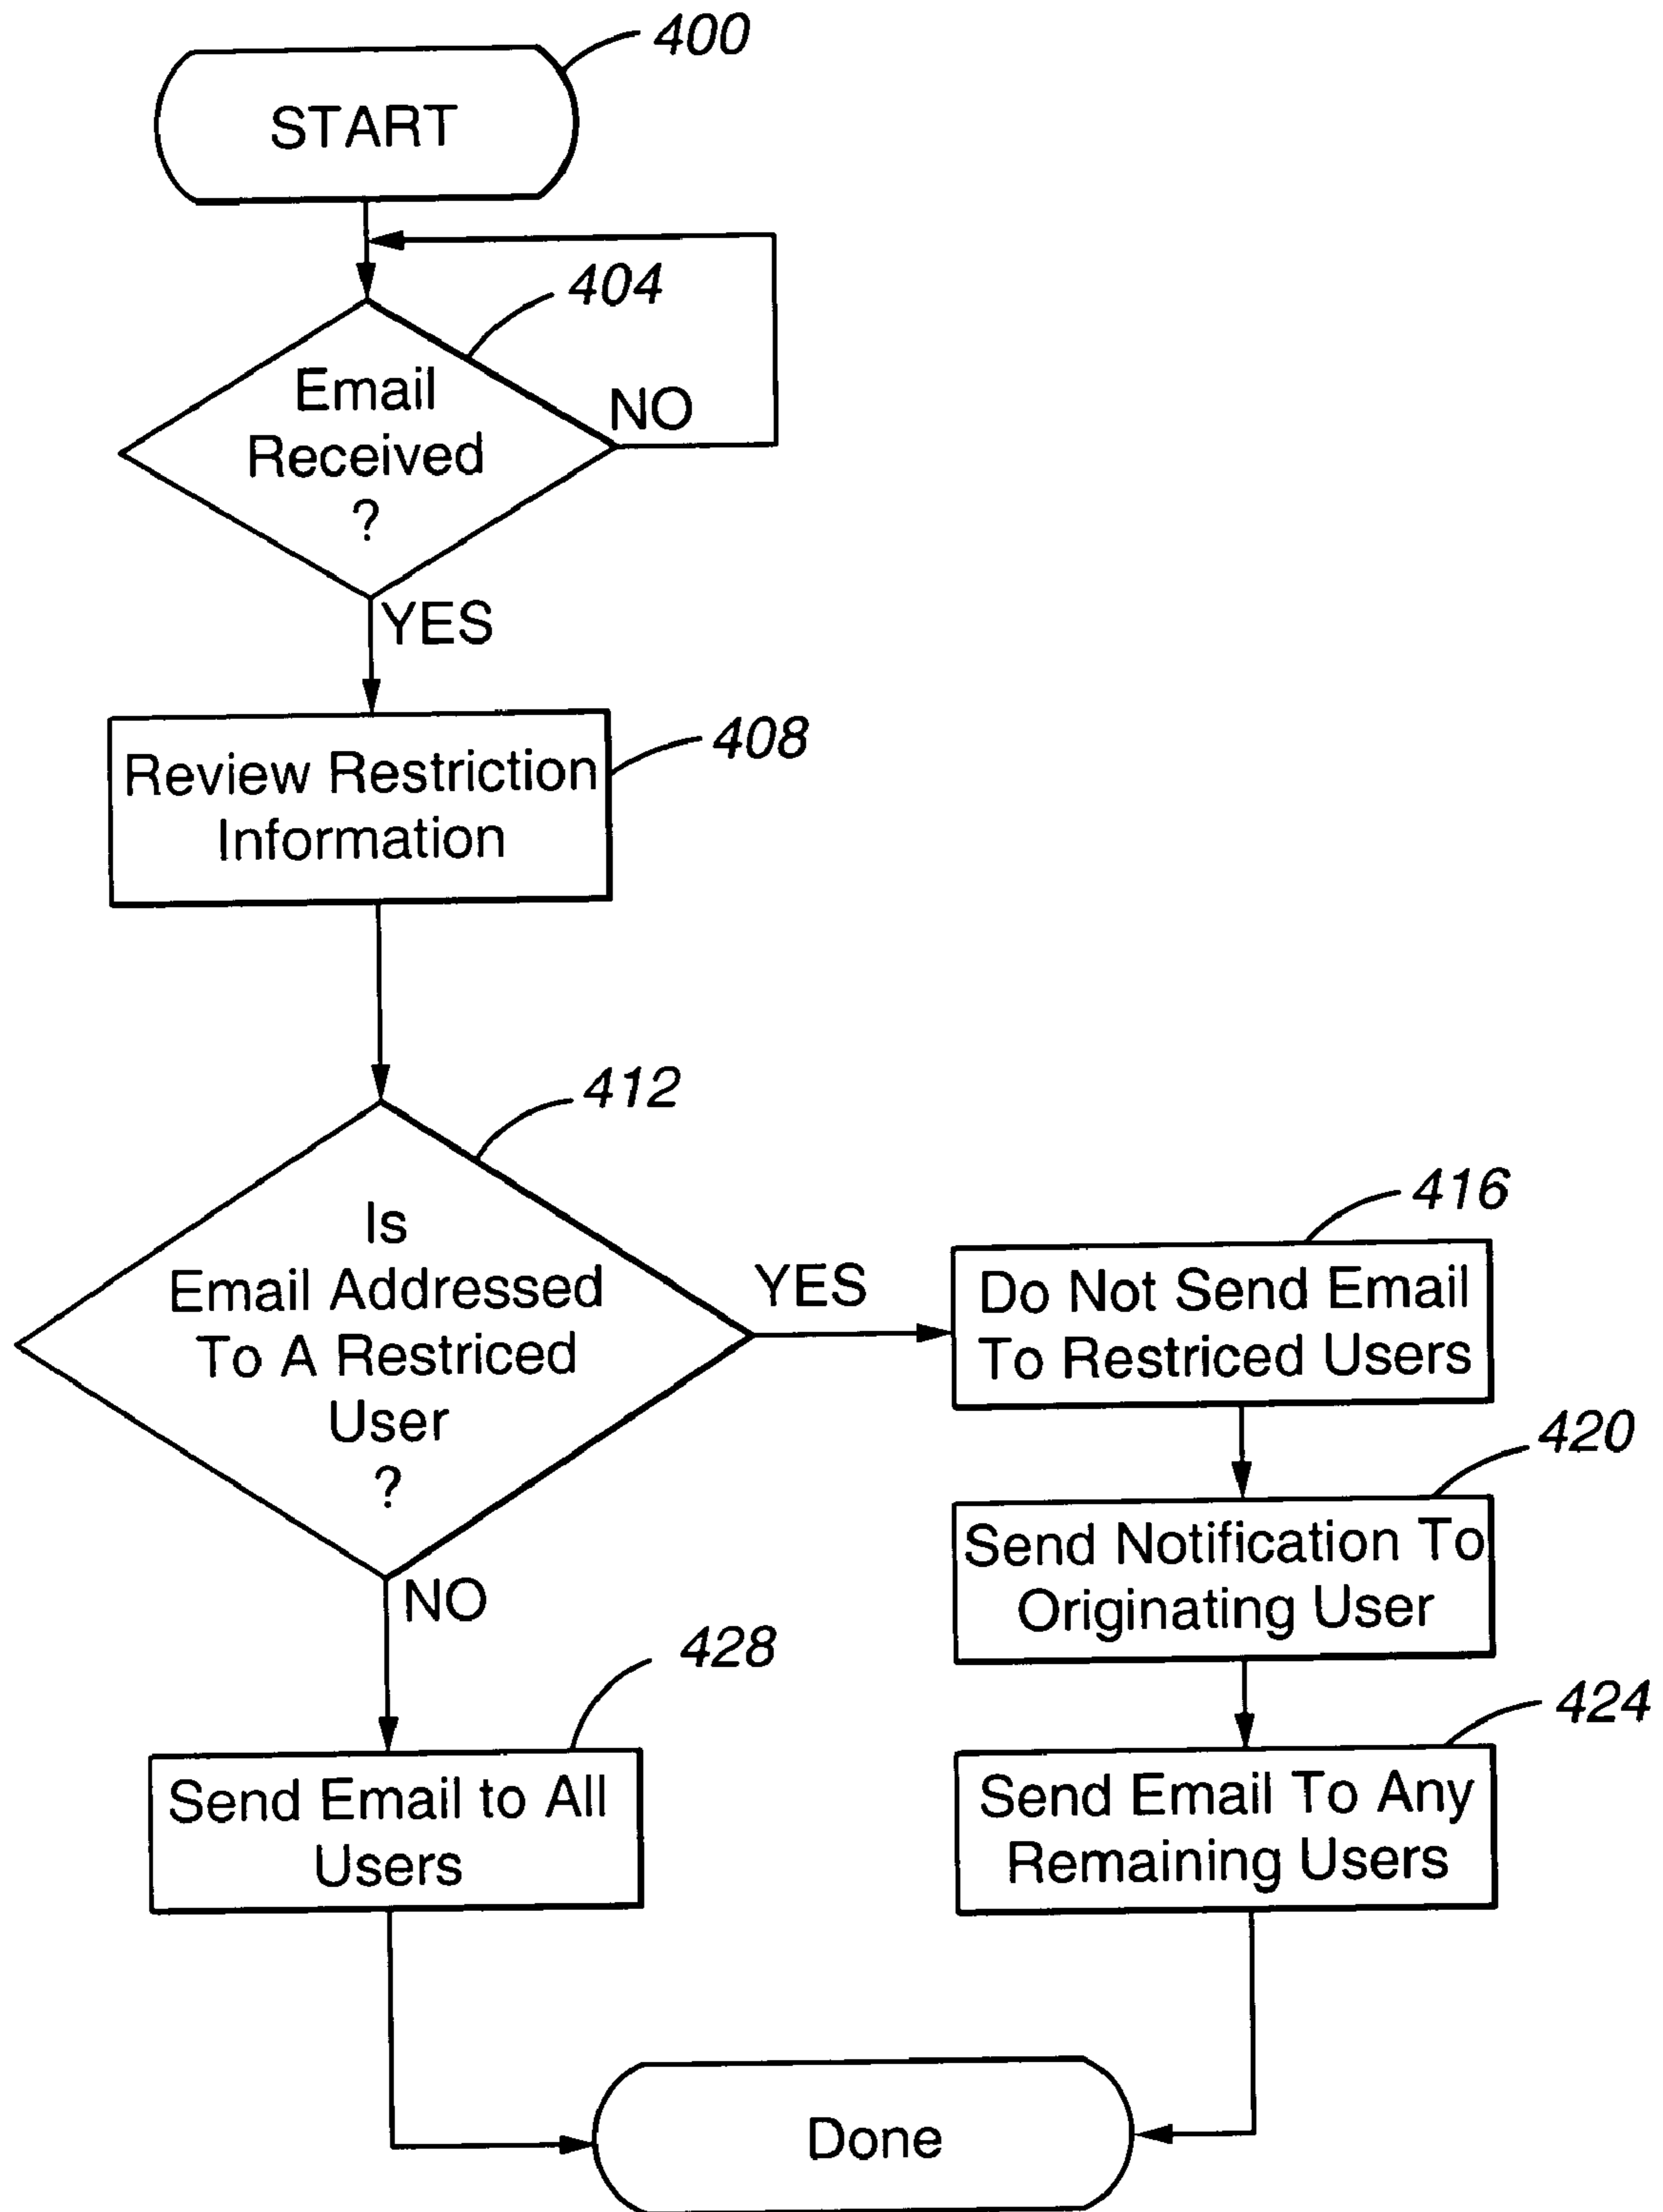 400
START
404
Email
Received
?
NO
YES
408
Review Restriction
Information
412
Is
Email Addressed
To A Restriced
User
?
YES
NO
416
Do Not Send Email
To Restriced Users
420
Send Notification To
Originating User
428
Send Email to All
Users
424
Send Email To Any
Remaining Users
Done